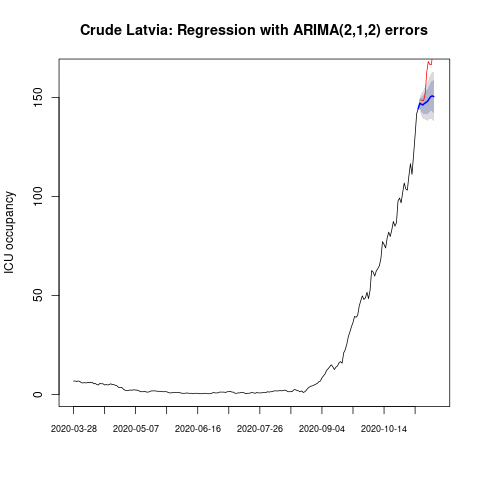 Crude Latvia: Regression with ARIMA(2,1,2) errors
ICU occupancy
150
100
50
0
2020-03-28 2020-05-07 2020-06-16 2020-07-26 2020-09-04 2020-10-14